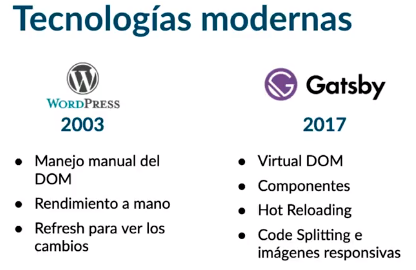 Tecnologías modernas
WORDPRESS
2003
• Manejo manual del
DOM
• Rendimiento a mano
• Refresh para ver los
cambios
Gatsby
2017
• Virtual DOM
• Componentes
• Hot Reloading
• Code Splitting e
imágenes responsivas